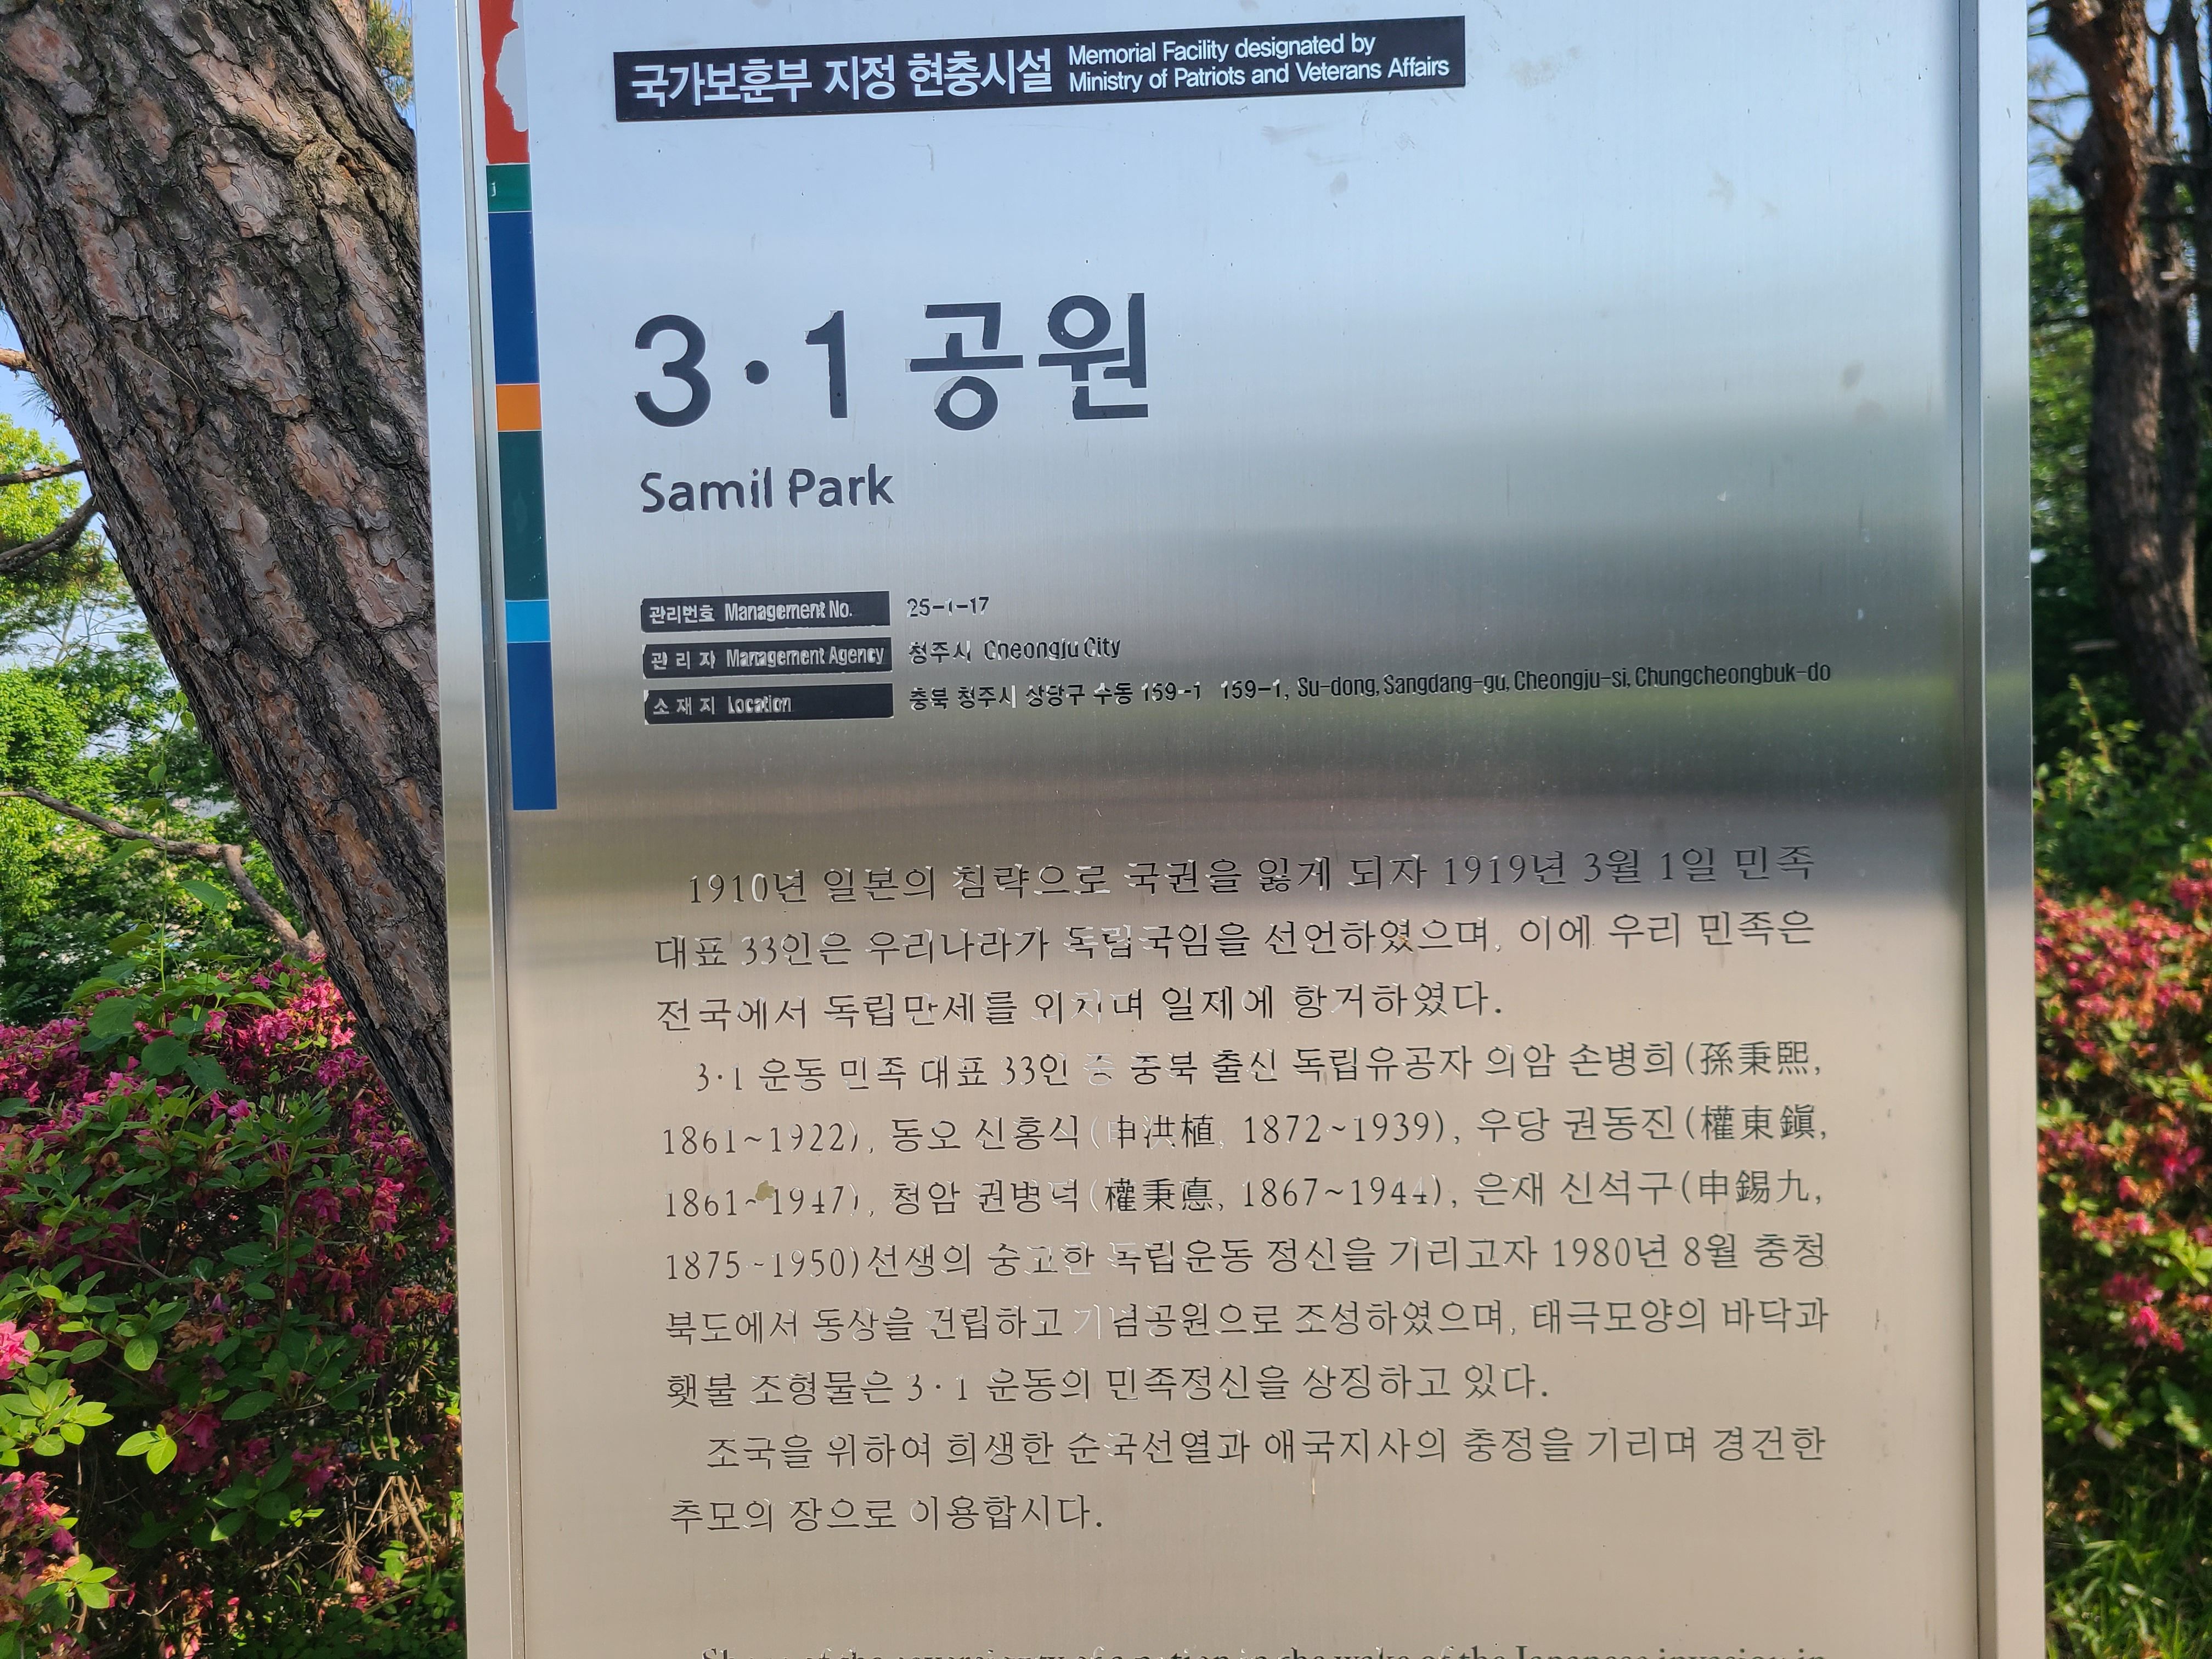 국가보훈부 지정 현충시설
Memorial Facility designated by
Ministry of Patriots and Veterans Affairs
3·1 공원
Samil Park
관리번호 Management No. 25-1-17
관 리 자 Management Agency 청주시 Cheongju City
소 재 지 Location 충북 청주시 상당구 수동 159-1 159-1, Su-dong, Sangdang-gu, Cheongju-si, Chungcheongbuk-do
1910년 일본의 침략으로 국권을 잃게 되자 1919년 3월 1일 민족
대표 33인은 우리나라가 독립국임을 선언하였으며, 이에 우리 민족은
전국에서 독립만세를 외치며 일제에 항거하였다.
3·1 운동 민족 대표 33인 중 충북 출신 독립유공자 의암 손병희(孫秉熙,
1861~1922), 동오 신홍식(申洪植, 1872~1939), 우당 권동진(權東鎭,
1861~1947), 청암 권병덕(權秉悳, 1867~1944), 은재 신석구(申錫九,
1875~1950)선생의 숭고한 독립운동 정신을 기리고자 1980년 8월 충청
북도에서 동상을 건립하고 기념공원으로 조성하였으며, 태극모양의 바닥과
횃불 조형물은 3·1 운동의 민족정신을 상징하고 있다.
조국을 위하여 희생한 순국선열과 애국지사의 충정을 기리며 경건한
추모의 장으로 이용합시다.
of the sovereignty of a nation in the wake of the Japanese invasion in